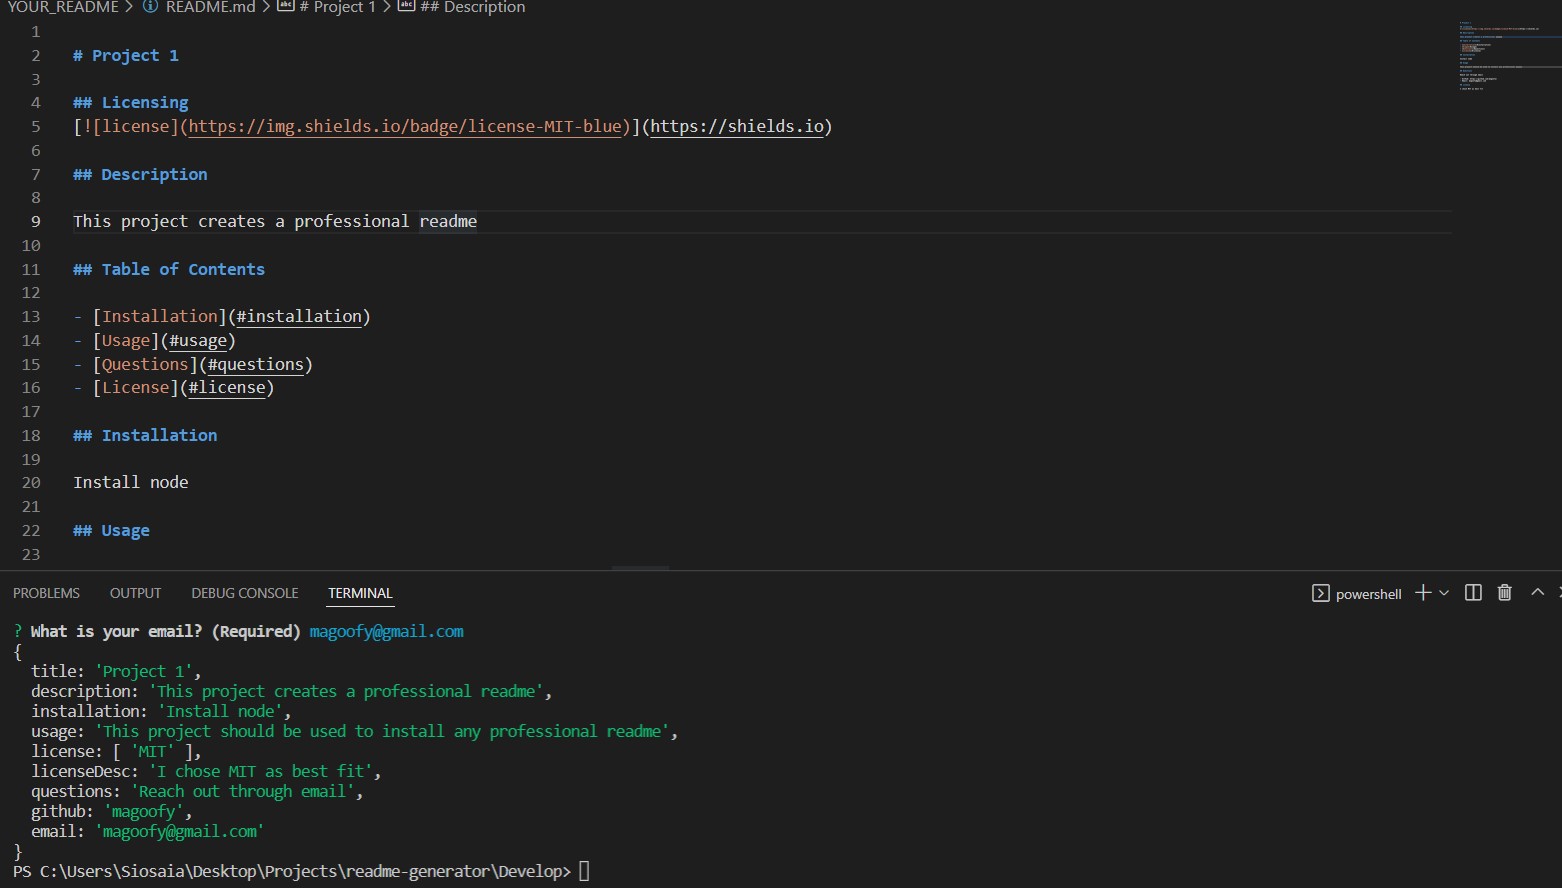 YOUR_README > README.md > # Project 1 > ## Description
1
2 # Project 1
3
4 ## Licensing
5 [![license](https://img.shields.io/badge/license-MIT-blue)](https://shields.io)
6
7 ## Description
8
9 This project creates a professional readme
10
11 ## Table of Contents
12
13 - [Installation](#installation)
14 - [Usage](#usage)
15 - [Questions](#questions)
16 - [License](#license)
17
18 ## Installation
19
20 Install node
21
22 ## Usage
23
PROBLEMS OUTPUT DEBUG CONSOLE TERMINAL powershell
? What is your email? (Required) magoofy@gmail.com
{
  title: 'Project 1',
  description: 'This project creates a professional readme',
  installation: 'Install node',
  usage: 'This project should be used to install any professional readme',
  license: [ 'MIT' ],
  licenseDesc: 'I chose MIT as best fit',
  questions: 'Reach out through email',
  github: 'magoofy',
  email: 'magoofy@gmail.com'
}
PS C:\Users\Siosaia\Desktop\Projects\readme-generator\Develop>